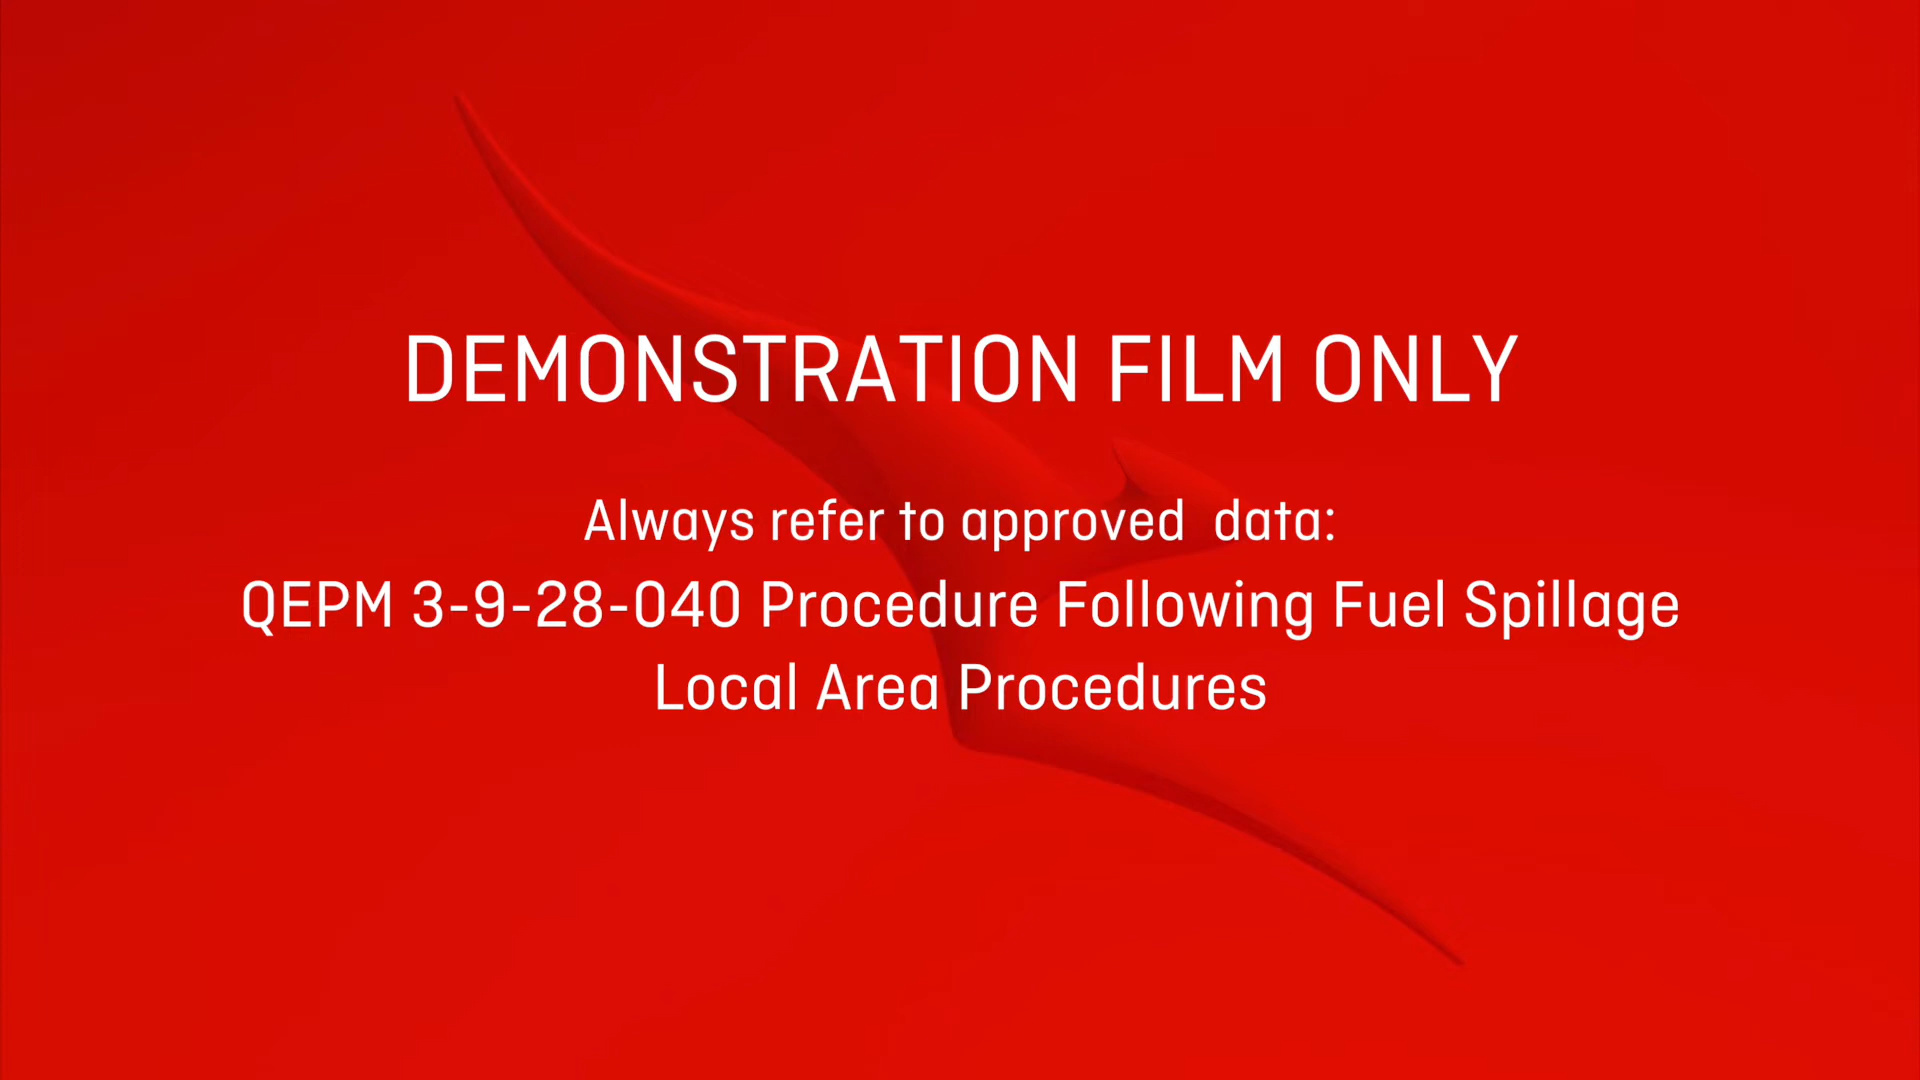 DEMONSTRATION FILM ONLY
Always refer to approved  data:
QEPM 3-9-28-040 Procedure Following Fuel Spillage
Local Area Procedures